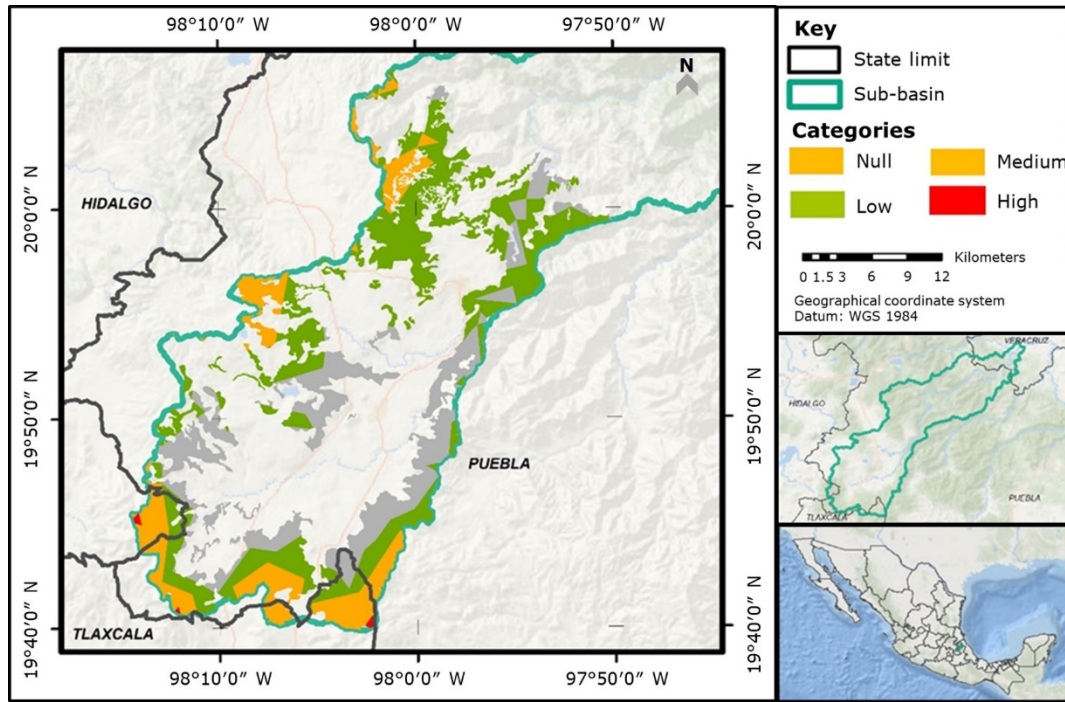 98°10'0" W 98°0'0" W 97°50'0" W
N
HIDALGO
PUEBLA
TLAXCALA
20°0'0" N
19°50'0" N
19°40'0" N
20°0'0" N
19°50'0" N
19°40'0" N
98°10'0" W 98°0'0" W 97°50'0" W
Key
State limit
Sub-basin
Categories
Null Medium
Low High
0 1.5 3 6 9 12 Kilometers
Geographical coordinate system
Datum: WGS 1984
VERACRUZ
HIDALGO
PUEBLA
TLAXCALA